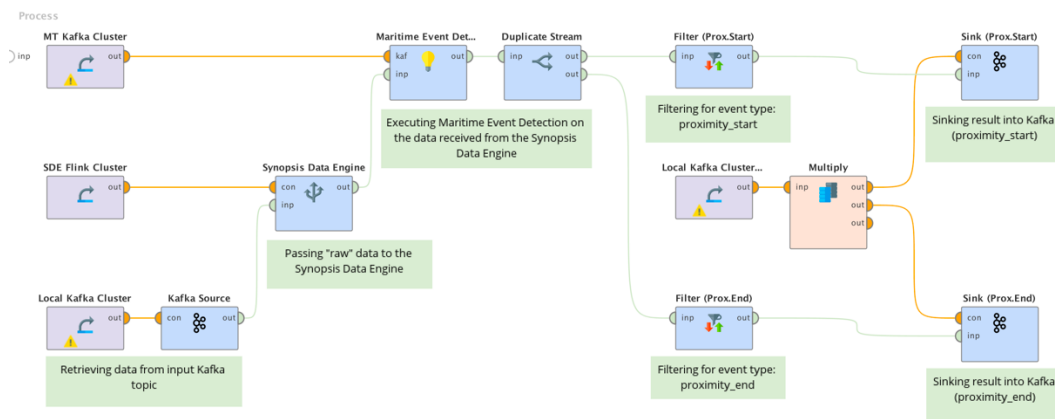 Process
inp
MT Kafka Cluster
out
Maritime Event Det...
kaf
inp
out
Duplicate Stream
inp
out
out
Filter (Prox.Start)
inp
out
Sink (Prox.Start)
con
inp
Executing Maritime Event Detection on
the data received from the Synopsis
Data Engine
Filtering for event type:
proximity_start
Sinking result into Kafka
(proximity_start)
SDE Flink Cluster
out
Synopsis Data Engine
con
inp
out
Passing "raw" data to the
Synopsis Data Engine
Local Kafka Cluster...
out
Multiply
inp
out
out
out
Local Kafka Cluster
out
Kafka Source
con
out
Retrieving data from input Kafka
topic
Filter (Prox.End)
inp
out
Sink (Prox.End)
con
inp
Filtering for event type:
proximity_end
Sinking result into Kafka
(proximity_end)